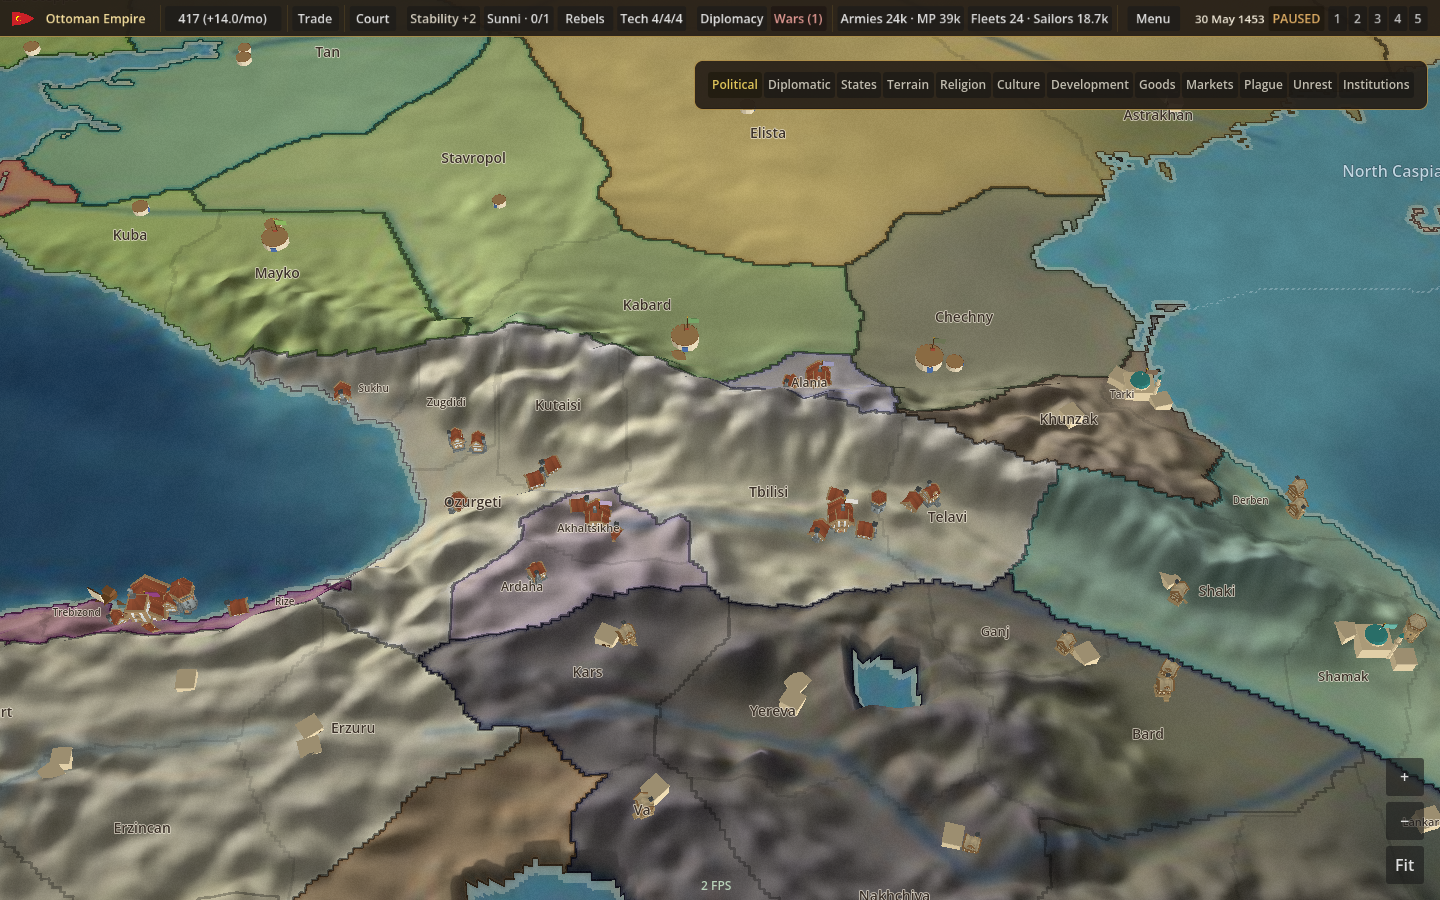 Ottoman Empire 417 (+14.0/mo) Trade Court Stability +2 Sunni · 0/1 Rebels Tech 4/4/4 Diplomacy Wars (1) Armies 24k · MP 39k Fleets 24 · Sailors 18.7k Menu 30 May 1453 PAUSED 1 2 3 4 5
Tan
Political Diplomatic States Terrain Religion Culture Development Goods Markets Plague Unrest Institutions
Astrakhan
Elista
Stavropol
North Caspia
Kuba
Mayko
Kabard
Chechny
Alania
Sukhu
Zugdidi
Kutaisi
Tarki
Khunzak
Tbilisi
Ozurgeti
Telavi
Derben
Akhaltsikhe
Ardaha
Shaki
Trebizond
Rize
Ganj
Kars
Shamak
Yereva
rt
Erzuru
Bard
+
Va
−
ankar
Erzincan
Fit
2 FPS
Nakhchiva